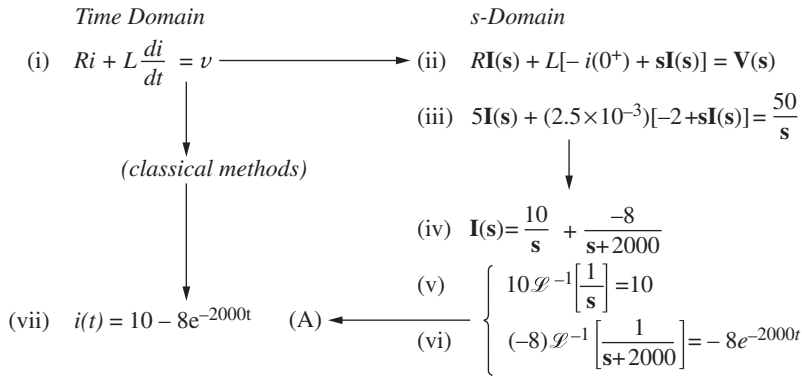 Time Domain s-Domain
(i) Ri + L di/dt = v (ii) RI(s) + L[– i(0⁺) + sI(s)] = V(s)
(iii) 5I(s) + (2.5×10⁻³)[–2+sI(s)] = 50/s
(classical methods)
(iv) I(s)= 10/s + –8/(s+2000)
(v) 10ℒ⁻¹[1/s] =10
(vii) i(t) = 10 – 8e^–2000t (A)
(vi) (–8)ℒ⁻¹[1/(s+2000)] = – 8e^–2000t